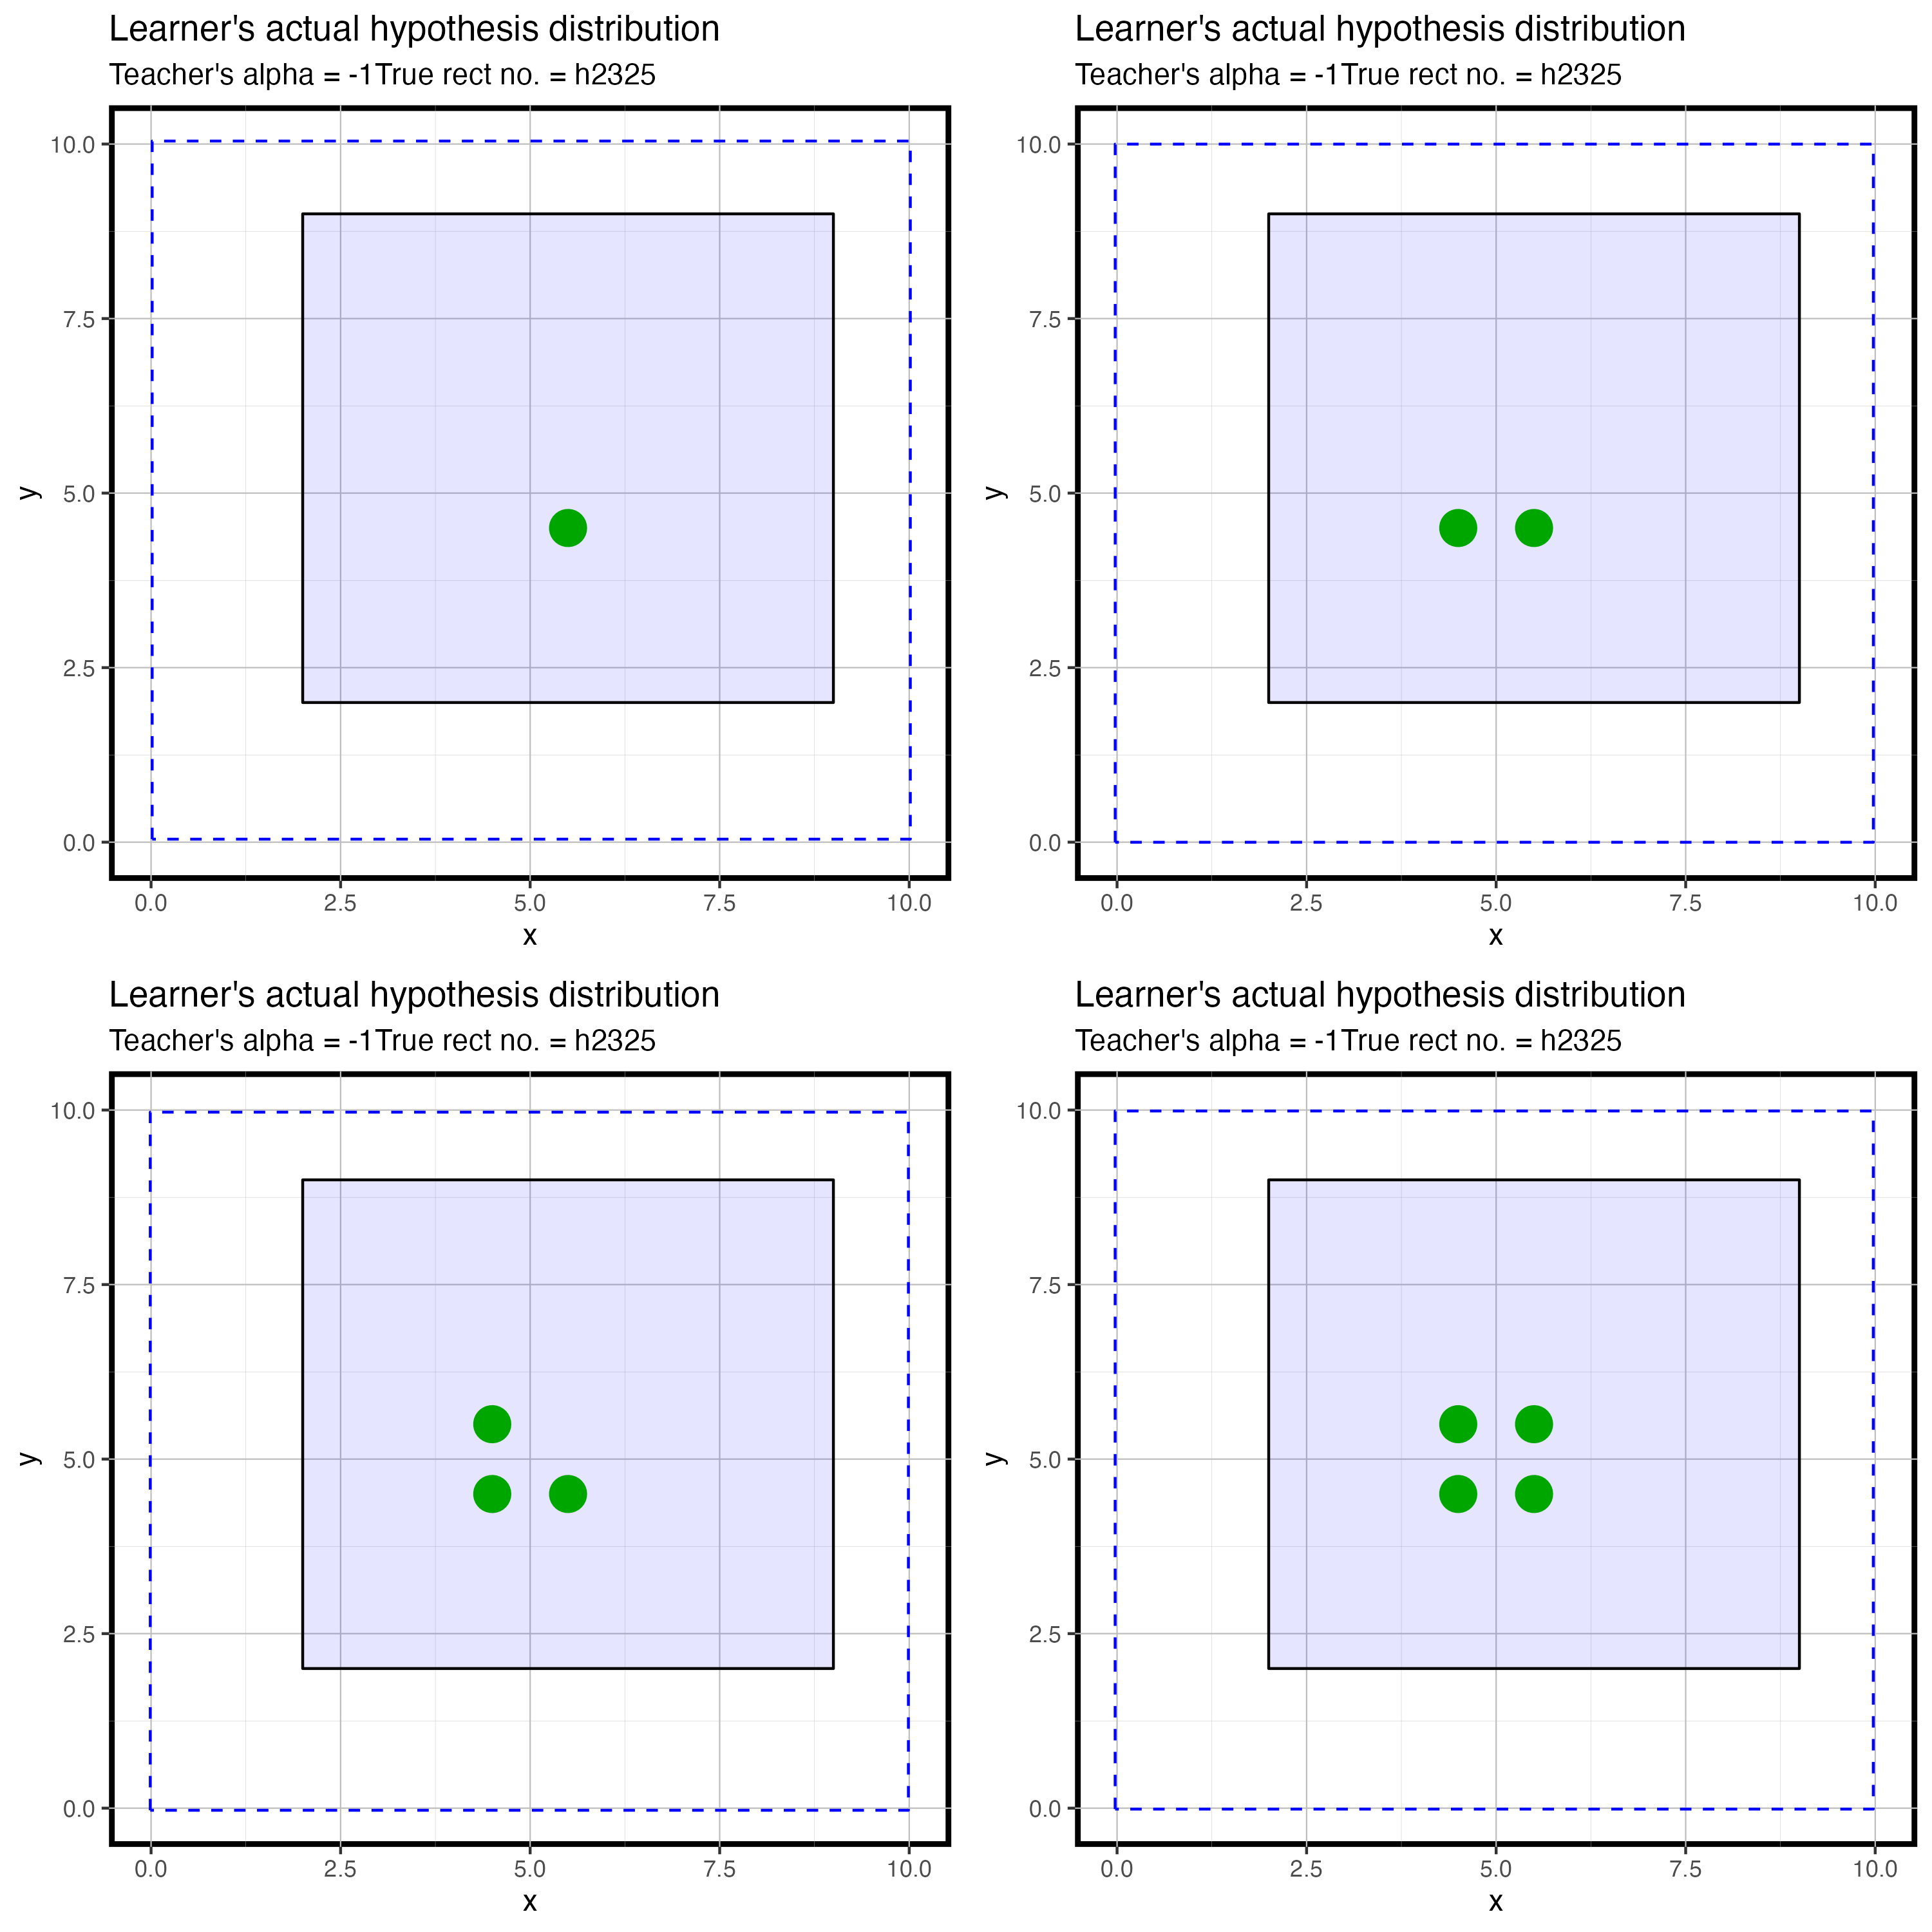 Learner's actual hypothesis distribution
Teacher's alpha = -1True rect no. = h2325
10.0
7.5
5.0
2.5
0.0
y
0.0 2.5 5.0 7.5 10.0
x
Learner's actual hypothesis distribution
Teacher's alpha = -1True rect no. = h2325
10.0
7.5
5.0
2.5
0.0
y
0.0 2.5 5.0 7.5 10.0
x
Learner's actual hypothesis distribution
Teacher's alpha = -1True rect no. = h2325
10.0
7.5
5.0
2.5
0.0
y
0.0 2.5 5.0 7.5 10.0
x
Learner's actual hypothesis distribution
Teacher's alpha = -1True rect no. = h2325
10.0
7.5
5.0
2.5
0.0
y
0.0 2.5 5.0 7.5 10.0
x